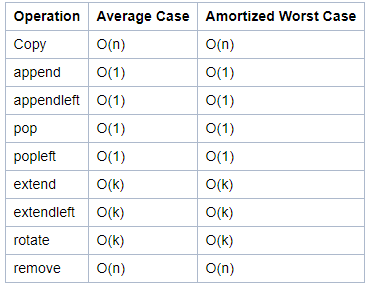 Operation Average Case Amortized Worst Case
Copy O(n) O(n)
append O(1) O(1)
appendleft O(1) O(1)
pop O(1) O(1)
popleft O(1) O(1)
extend O(k) O(k)
extendleft O(k) O(k)
rotate O(k) O(k)
remove O(n) O(n)